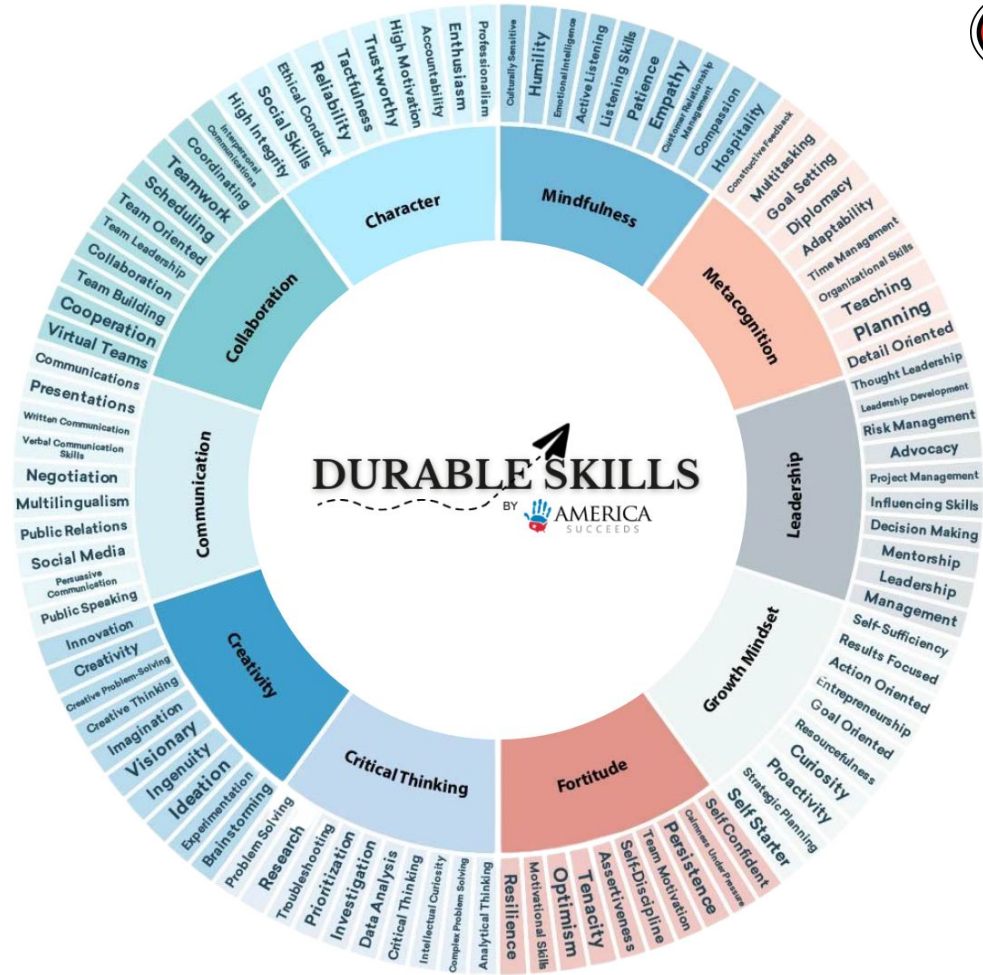 DURABLE SKILLS
BY
AMERICA
SUCCEEDS
Mindfulness
Culturally Sensitive
Humility
Emotional Intelligence
Active Listening
Listening Skills
Patience
Empathy
Customer Relationship
Management
Compassion
Hospitality
Metacognition
Constructive Feedback
Multitasking
Goal Setting
Diplomacy
Adaptability
Time Management
Organizational Skills
Teaching
Planning
Detail Oriented
Leadership
Thought Leadership
Leadership Development
Risk Management
Advocacy
Project Management
Influencing Skills
Decision Making
Mentorship
Leadership
Management
Growth Mindset
Self-Sufficiency
Results Focused
Action Oriented
Entrepreneurship
Goal Oriented
Resourcefulness
Curiosity
Proactivity
Strategic Planning
Self Starter
Fortitude
Self Confident
Calmness Under Pressure
Persistence
Team Motivation
Self-Discipline
Assertiveness
Tenacity
Optimism
Motivational Skills
Resilience
Critical Thinking
Analytical Thinking
Complex Problem Solving
Intellectual Curiosity
Critical Thinking
Data Analysis
Investigation
Prioritization
Troubleshooting
Research
Problem Solving
Creativity
Brainstorming
Experimentation
Ideation
Ingenuity
Visionary
Imagination
Creative Thinking
Creative Problem-Solving
Creativity
Innovation
Communication
Public Speaking
Persuasive
Communication
Social Media
Public Relations
Multilingualism
Negotiation
Verbal Communication
Skills
Written Communication
Presentations
Communications
Collaboration
Virtual Teams
Cooperation
Team Building
Collaboration
Team Leadership
Team Oriented
Scheduling
Teamwork
Coordinating
Interpersonal
Communications
Character
High Integrity
Social Skills
Ethical Conduct
Reliability
Tactfulness
Trustworthy
High Motivation
Accountability
Enthusiasm
Professionalism